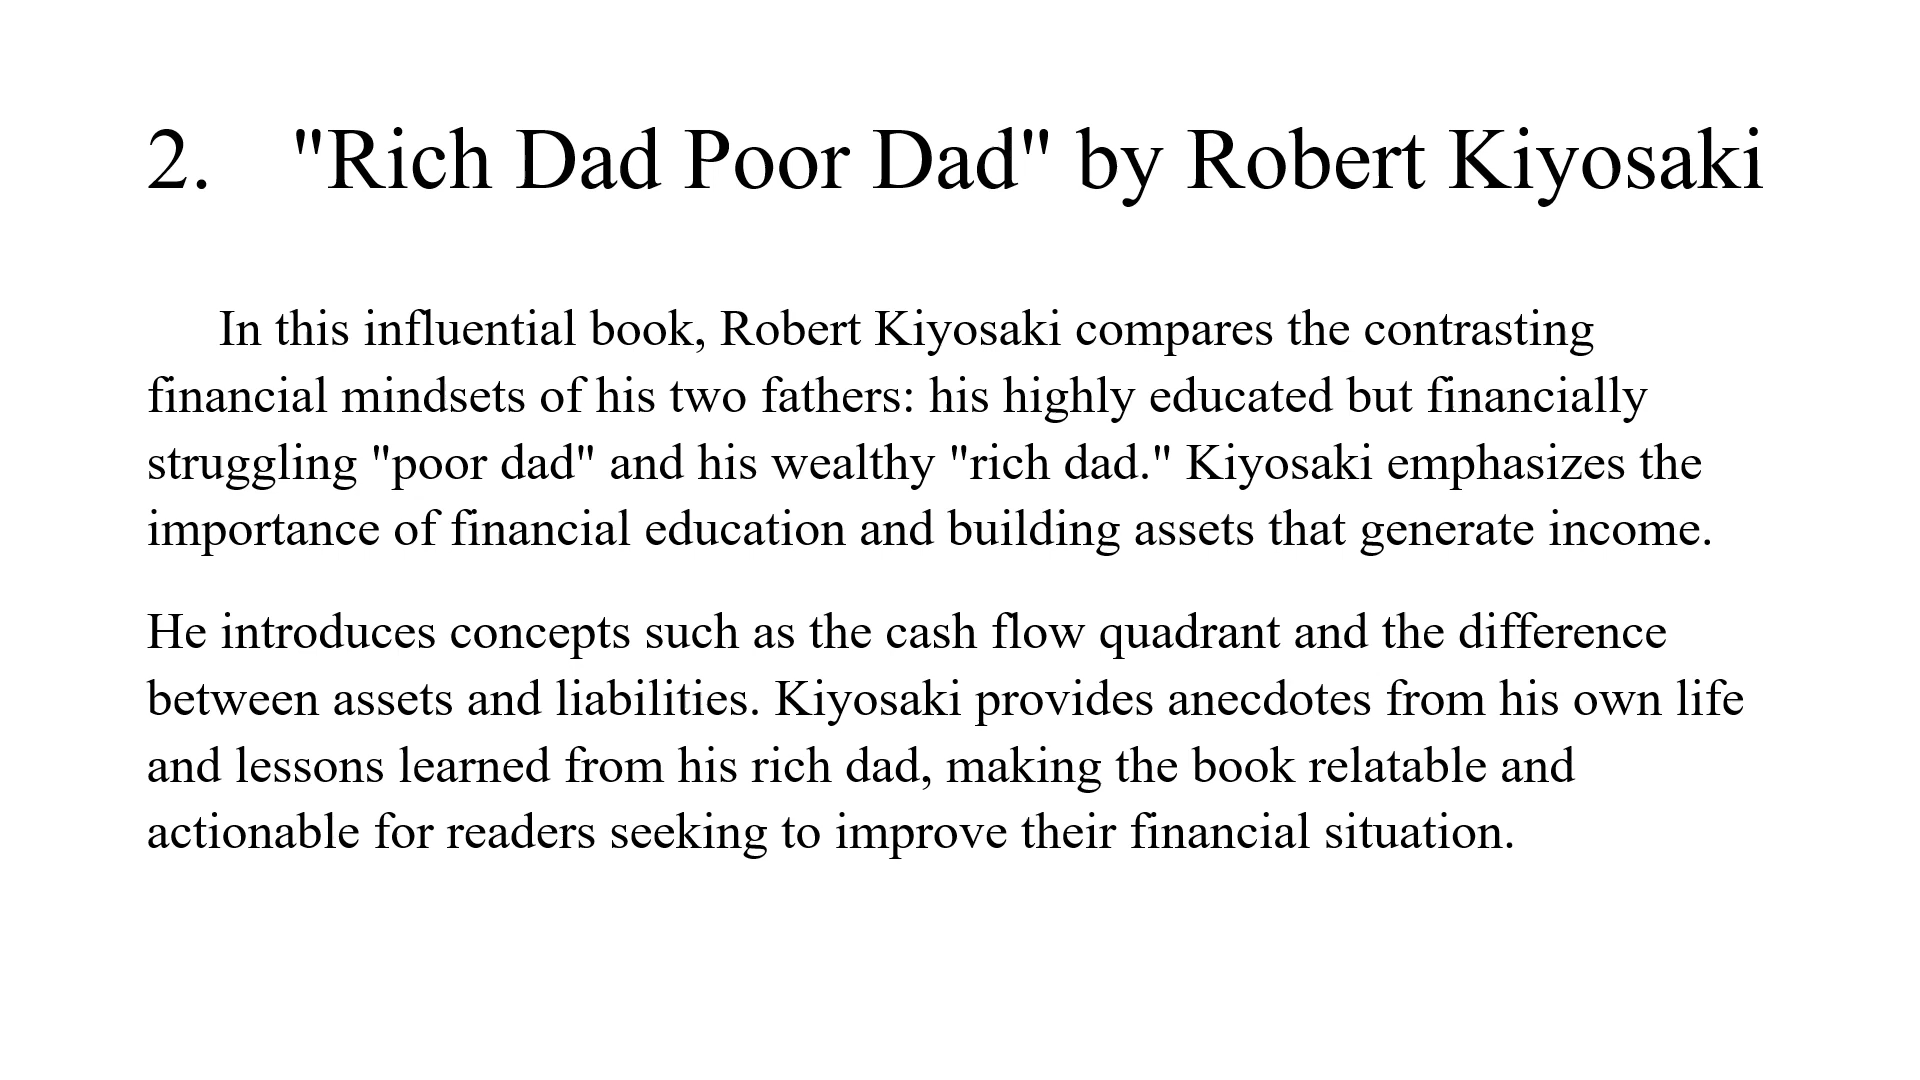 2. "Rich Dad Poor Dad" by Robert Kiyosaki
In this influential book, Robert Kiyosaki compares the contrasting
financial mindsets of his two fathers: his highly educated but financially
struggling "poor dad" and his wealthy "rich dad." Kiyosaki emphasizes the
importance of financial education and building assets that generate income.
He introduces concepts such as the cash flow quadrant and the difference
between assets and liabilities. Kiyosaki provides anecdotes from his own life
and lessons learned from his rich dad, making the book relatable and
actionable for readers seeking to improve their financial situation.